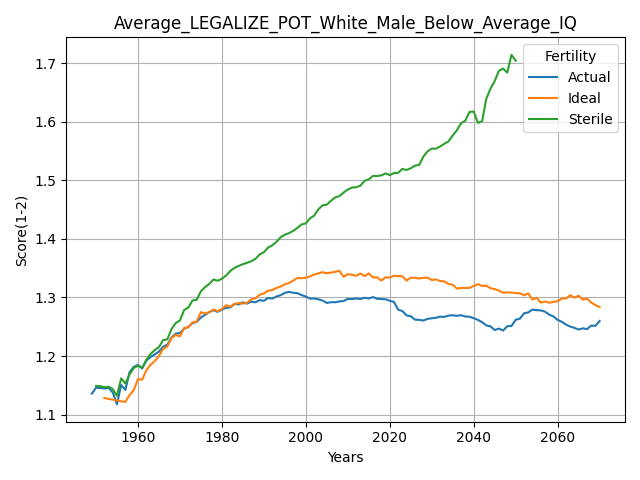 Average_LEGALIZE_POT_White_Male_Below_Average_IQ
Fertility
Actual
Ideal
Sterile
Score(1-2)
1.7
1.6
1.5
1.4
1.3
1.2
1.1
1960
1980
2000
2020
2040
2060
Years